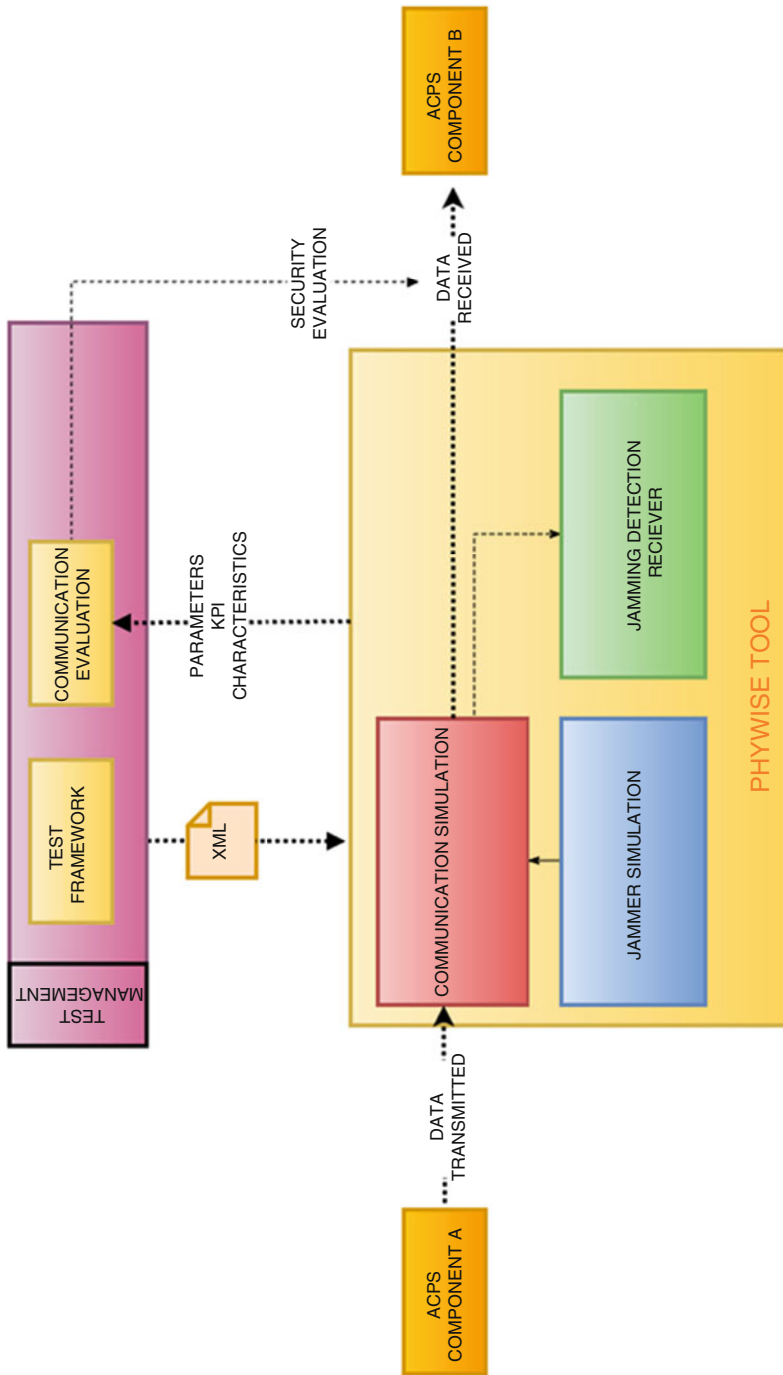 TEST
MANAGEMENT
TEST
FRAMEWORK
COMMUNICATION
EVALUATION
XML
PARAMETERS
KPI
CHARACTERISTICS
SECURITY
EVALUATION
ACPS
COMPONENT A
DATA
TRANSMITTED
COMMUNICATION SIMULATION
DATA
RECEIVED
ACPS
COMPONENT B
JAMMER SIMULATION
JAMMING DETECTION
RECIEVER
PHYWISE TOOL